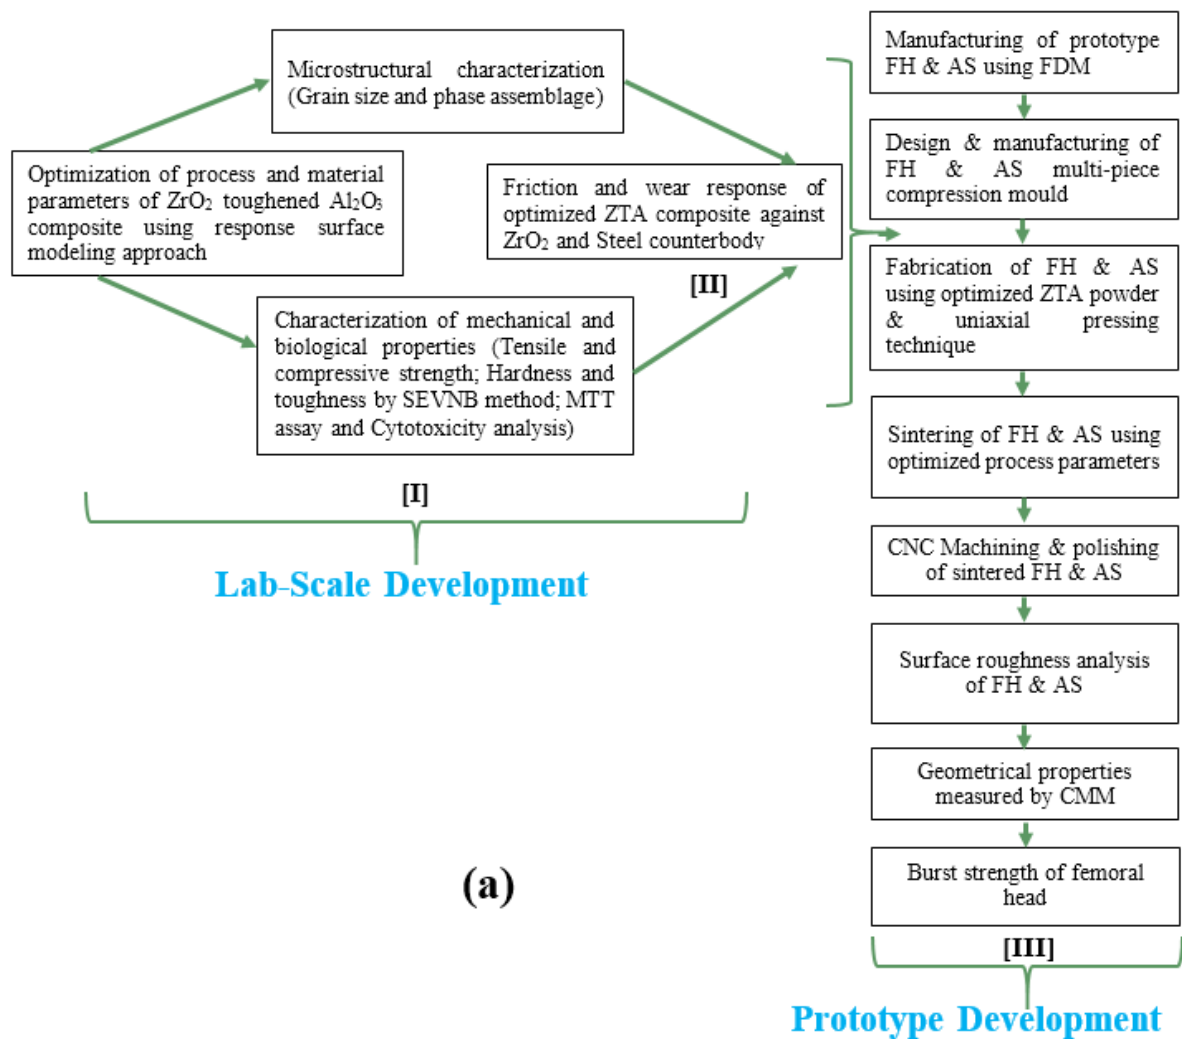 Microstructural characterization
(Grain size and phase assemblage)
Optimization of process and material
parameters of ZrO₂ toughened Al₂O₃
composite using response surface
modeling approach
Friction and wear response of
optimized ZTA composite against
ZrO₂ and Steel counterbody
[II]
Characterization of mechanical and
biological properties (Tensile and
compressive strength; Hardness and
toughness by SEVNB method; MTT
assay and Cytotoxicity analysis)
[I]
Lab-Scale Development
(a)
Manufacturing of prototype
FH & AS using FDM
Design & manufacturing of
FH & AS multi-piece
compression mould
Fabrication of FH & AS
using optimized ZTA powder
& uniaxial pressing
technique
Sintering of FH & AS using
optimized process parameters
CNC Machining & polishing
of sintered FH & AS
Surface roughness analysis
of FH & AS
Geometrical properties
measured by CMM
Burst strength of femoral
head
[III]
Prototype Development